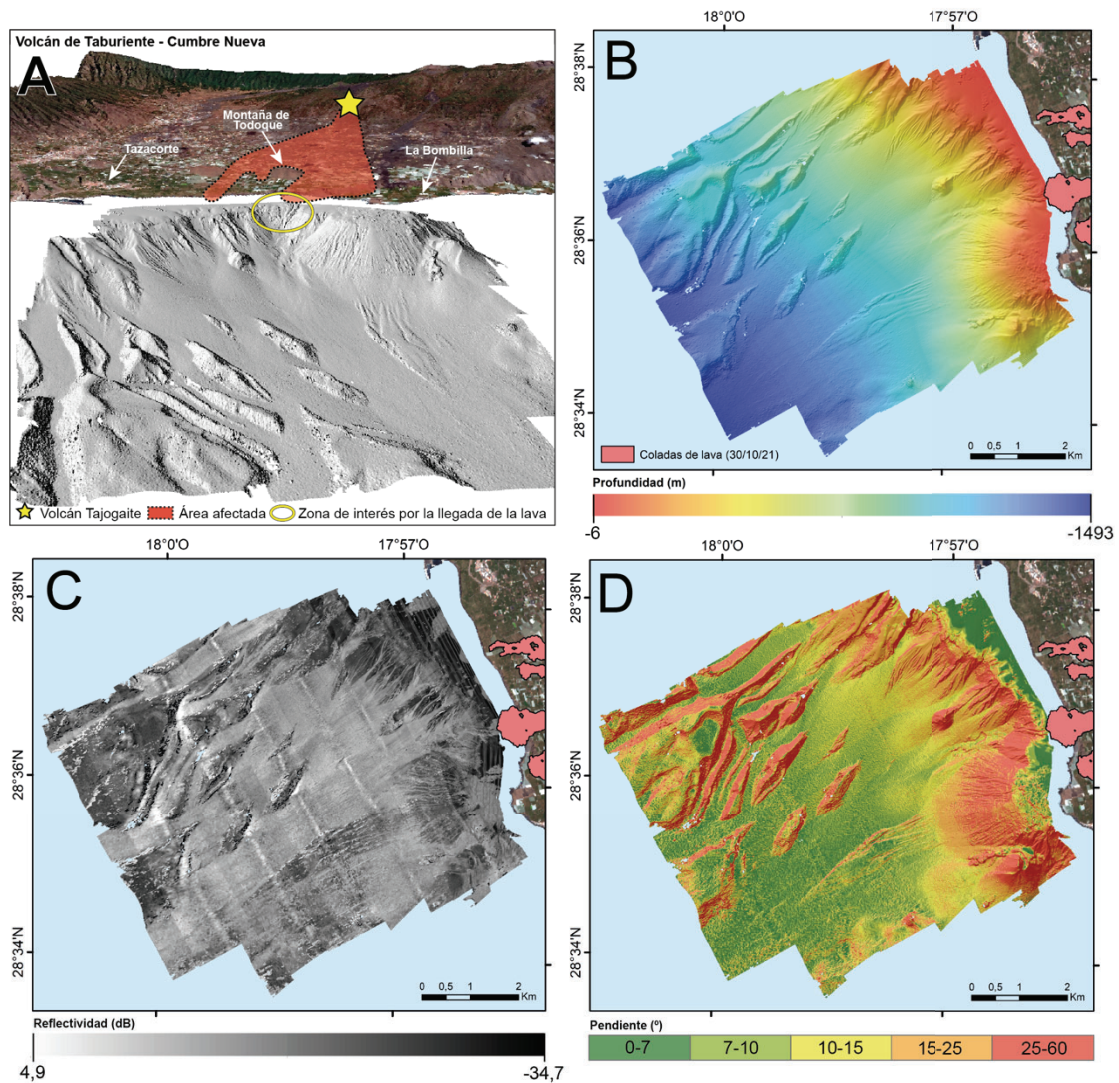 Volcán de Taburiente - Cumbre Nueva
A
Montaña de
Todoque
Tazacorte
La Bombilla
Volcán Tajogaite
Área afectada
Zona de interés por la llegada de la lava
18°0'O
17°57'O
B
28°38'N
28°36'N
28°34'N
Coladas de lava (30/10/21)
0 0,5 1 2
Km
Profundidad (m)
-6
-1493
18°0'O
17°57'O
C
28°38'N
28°36'N
28°34'N
0 0,5 1 2
Km
Reflectividad (dB)
4,9
-34,7
18°0'O
17°57'O
D
28°38'N
28°36'N
28°34'N
0 0,5 1 2
Km
Pendiente (º)
0-7
7-10
10-15
15-25
25-60